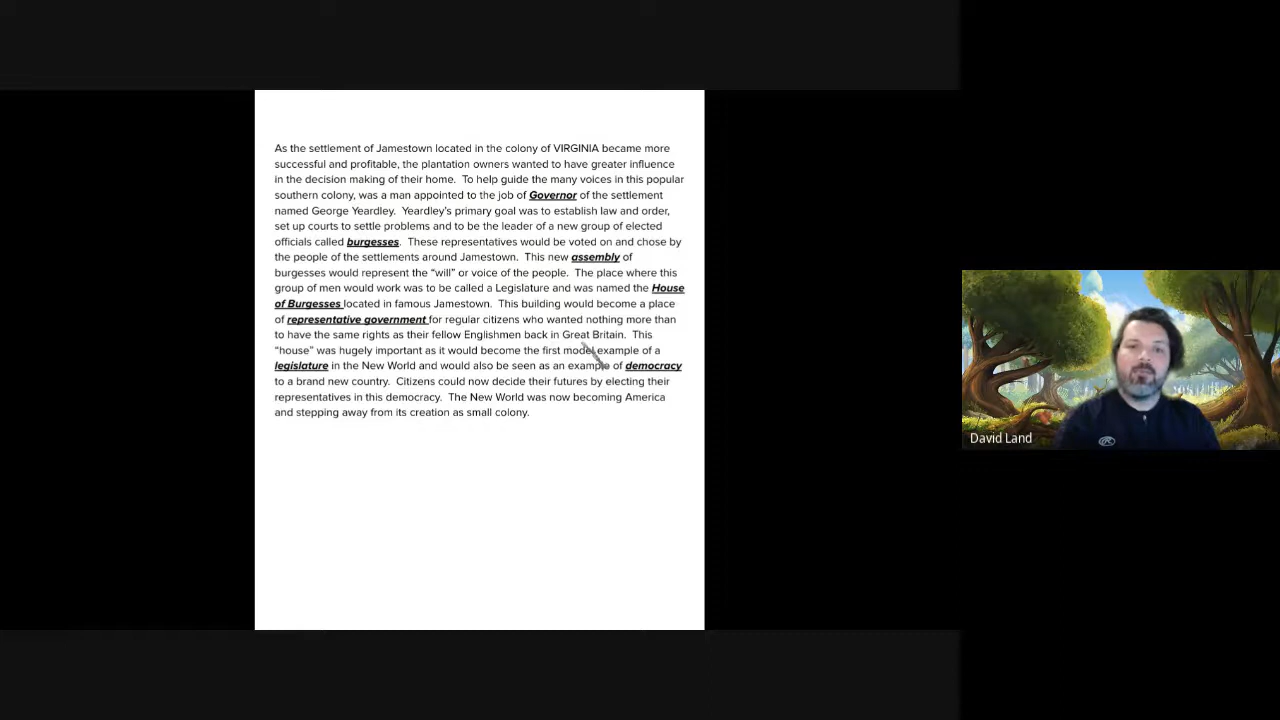 As the settlement of Jamestown located in the colony of VIRGINIA became more
successful and profitable, the plantation owners wanted to have greater influence
in the decision making of their home.  To help guide the many voices in this popular
southern colony, was a man appointed to the job of Governor of the settlement
named George Yeardley.  Yeardley's primary goal was to establish law and order,
set up courts to settle problems and to be the leader of a new group of elected
officials called burgesses.  These representatives would be voted on and chose by
the people of the settlements around Jamestown.  This new assembly of
burgesses would represent the “will” or voice of the people.  The place where this
group of men would work was to be called a Legislature and was named the House
of Burgesses located in famous Jamestown.  This building would become a place
of representative government for regular citizens who wanted nothing more than
to have the same rights as their fellow Englishmen back in Great Britain.  This
“house” was hugely important as it would become the first model example of a
legislature in the New World and would also be seen as an example of democracy
to a brand new country.  Citizens could now decide their futures by electing their
representatives in this democracy.  The New World was now becoming America
and stepping away from its creation as small colony.
David Land